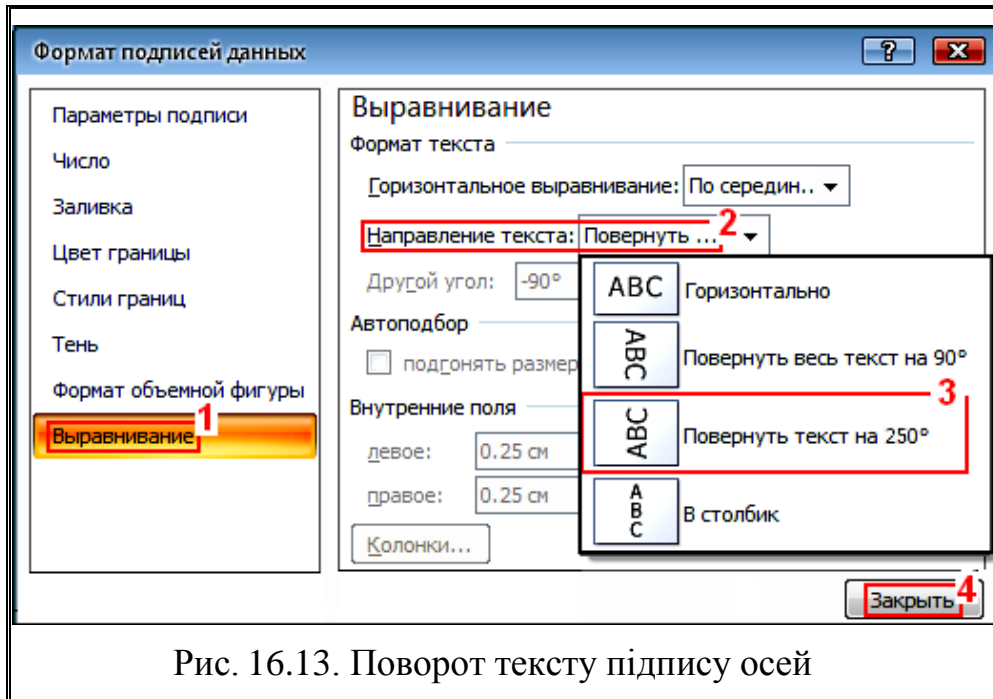 Формат подписей данных
?
Параметры подписи
Число
Заливка
Цвет границы
Стили границ
Тень
Формат объемной фигуры
Выравнивание 1
Выравнивание
Формат текста
Горизонтальное выравнивание: По середин..
Направление текста: Повернуть ... 2
Другой угол: -90°
Автоподбор
подгонять размер
Внутренние поля
левое: 0.25 см
правое: 0.25 см
Колонки...
ABC Горизонтально
ABC Повернуть весь текст на 90°
3
ABC Повернуть текст на 250°
ABC В столбик
Закрыть 4
Рис. 16.13. Поворот тексту підпису осей